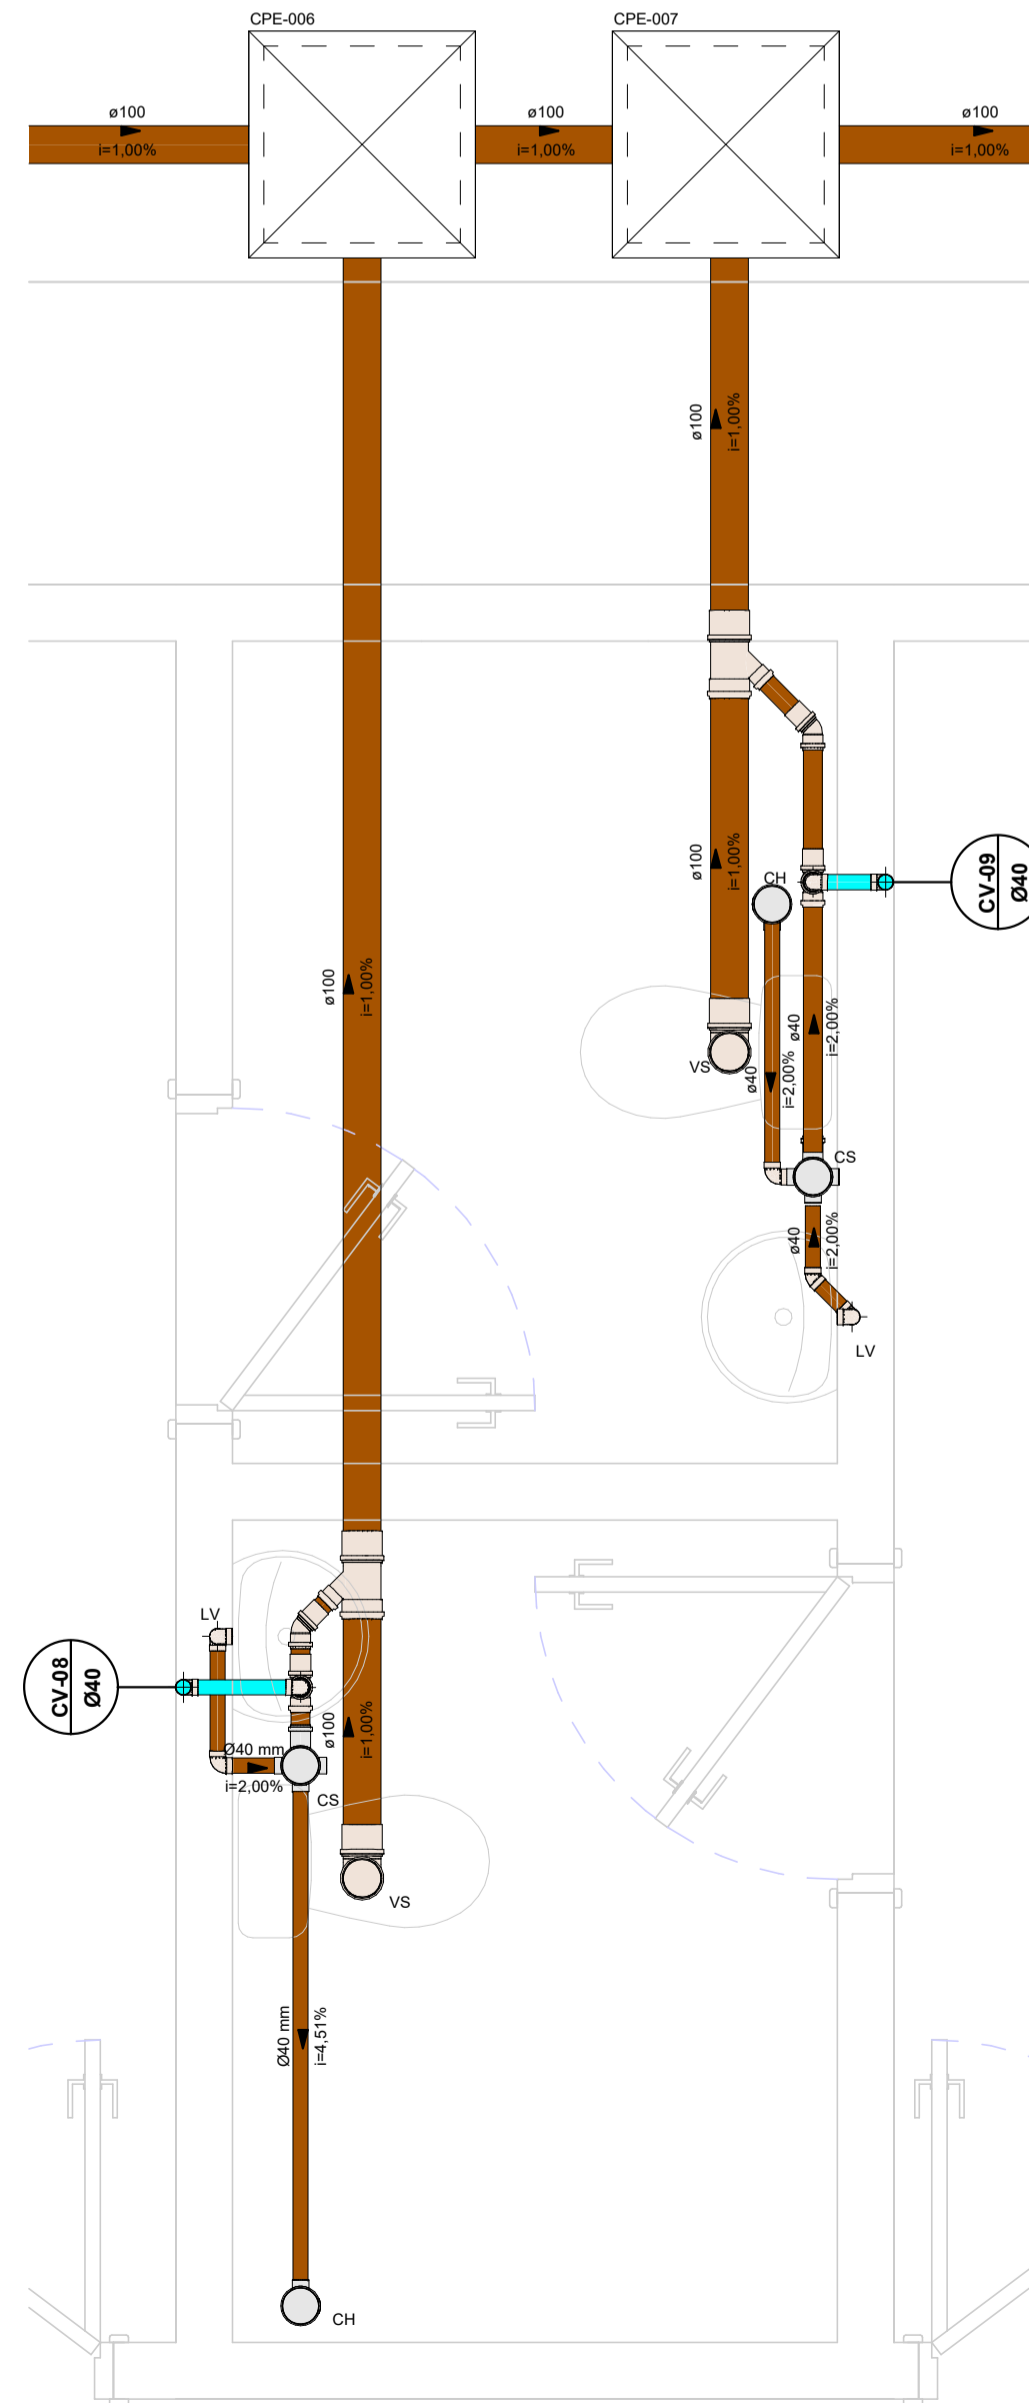 CPE-006
CPE-007
ø100
i=1,00%
ø100
i=1,00%
ø100
i=1,00%
ø100
i=1,00%
ø100
i=1,00%
CH
CV-09
Ø40
ø100
i=1,00%
VS
ø40
i=2,00%
ø40
i=2,00%
CS
ø40
i=2,00%
LV
LV
CV-08
Ø40
ø100
i=1,00%
Ø40 mm
i=2,00%
CS
VS
Ø40 mm
i=4,51%
CH